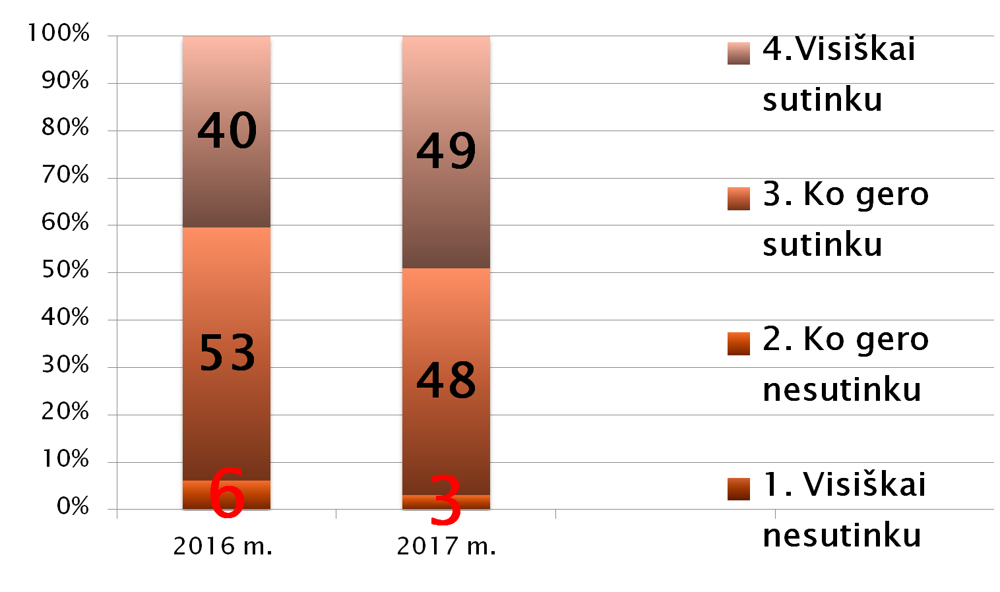 100%
90%
80%
70%
60%
50%
40%
30%
20%
10%
0%
40
53
6
49
48
3
2016 m.
2017 m.
4.Visiškai
sutinku
3. Ko gero
sutinku
2. Ko gero
nesutinku
1. Visiškai
nesutinku